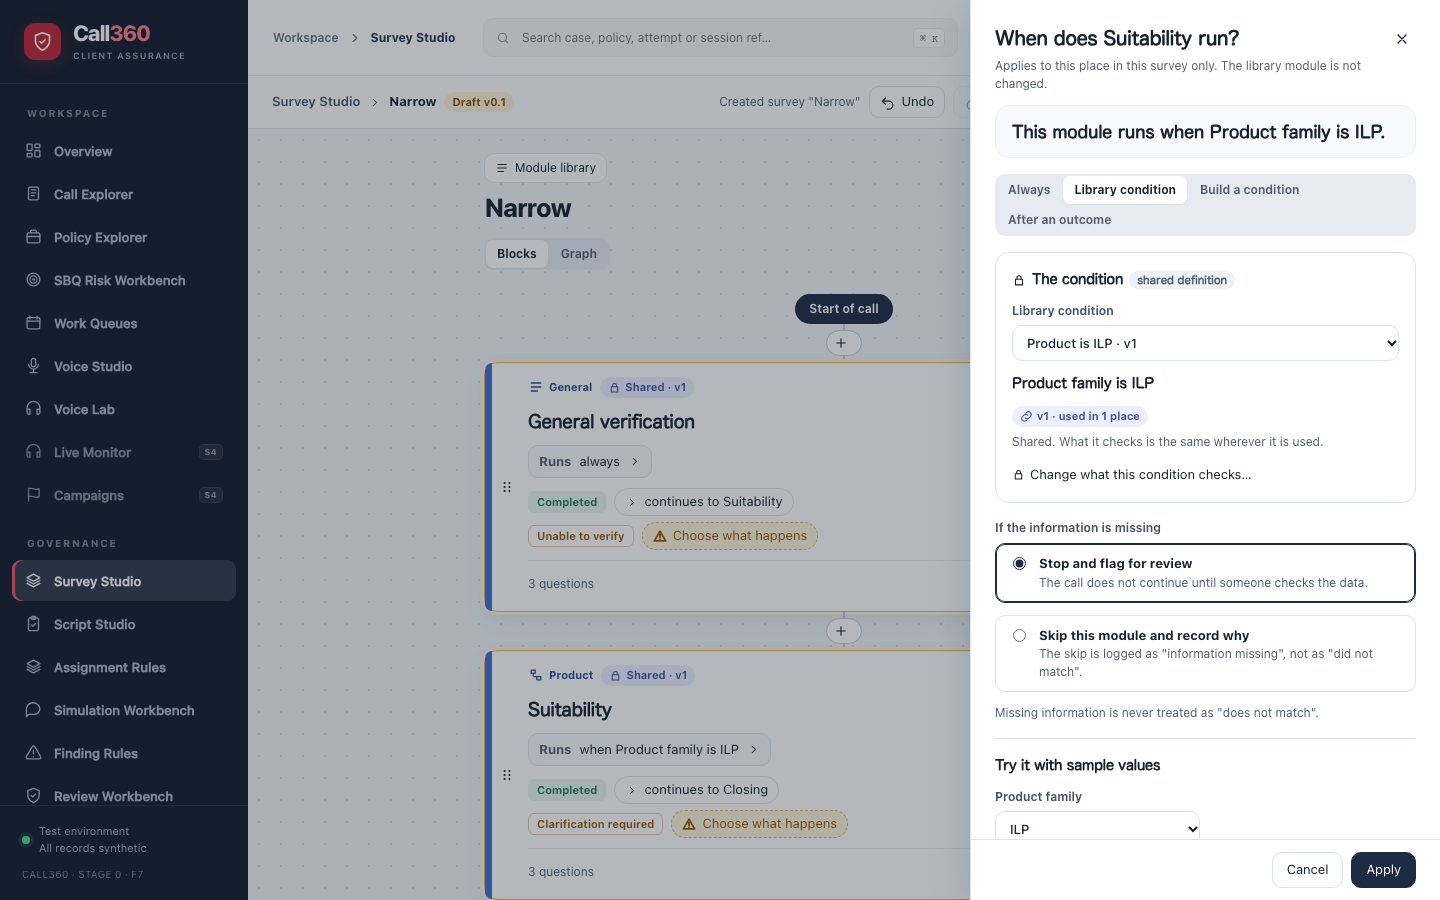 Call360
CLIENT ASSURANCE
WORKSPACE
Overview
Call Explorer
Policy Explorer
SBQ Risk Workbench
Work Queues
Voice Studio
Voice Lab
Live Monitor S4
Campaigns S4
GOVERNANCE
Survey Studio
Script Studio
Assignment Rules
Simulation Workbench
Finding Rules
Review Workbench
Test environment
All records synthetic
CALL360 · STAGE 0 · F7
Workspace > Survey Studio
Search case, policy, attempt or session ref... ⌘ K
Survey Studio > Narrow Draft v0.1
Created survey "Narrow" Undo
Module library
Narrow
Blocks Graph
Start of call
+
General Shared · v1
General verification
Runs always >
Completed > continues to Suitability
Unable to verify Choose what happens
3 questions
+
Product Shared · v1
Suitability
Runs when Product family is ILP >
Completed > continues to Closing
Clarification required Choose what happens
3 questions
When does Suitability run?
Applies to this place in this survey only. The library module is not
changed.
This module runs when Product family is ILP.
Always Library condition Build a condition
After an outcome
The condition shared definition
Library condition
Product is ILP · v1
Product family is ILP
v1 · used in 1 place
Shared. What it checks is the same wherever it is used.
Change what this condition checks...
If the information is missing
Stop and flag for review
The call does not continue until someone checks the data.
Skip this module and record why
The skip is logged as "information missing", not as "did not
match".
Missing information is never treated as "does not match".
Try it with sample values
Product family
ILP
Cancel Apply